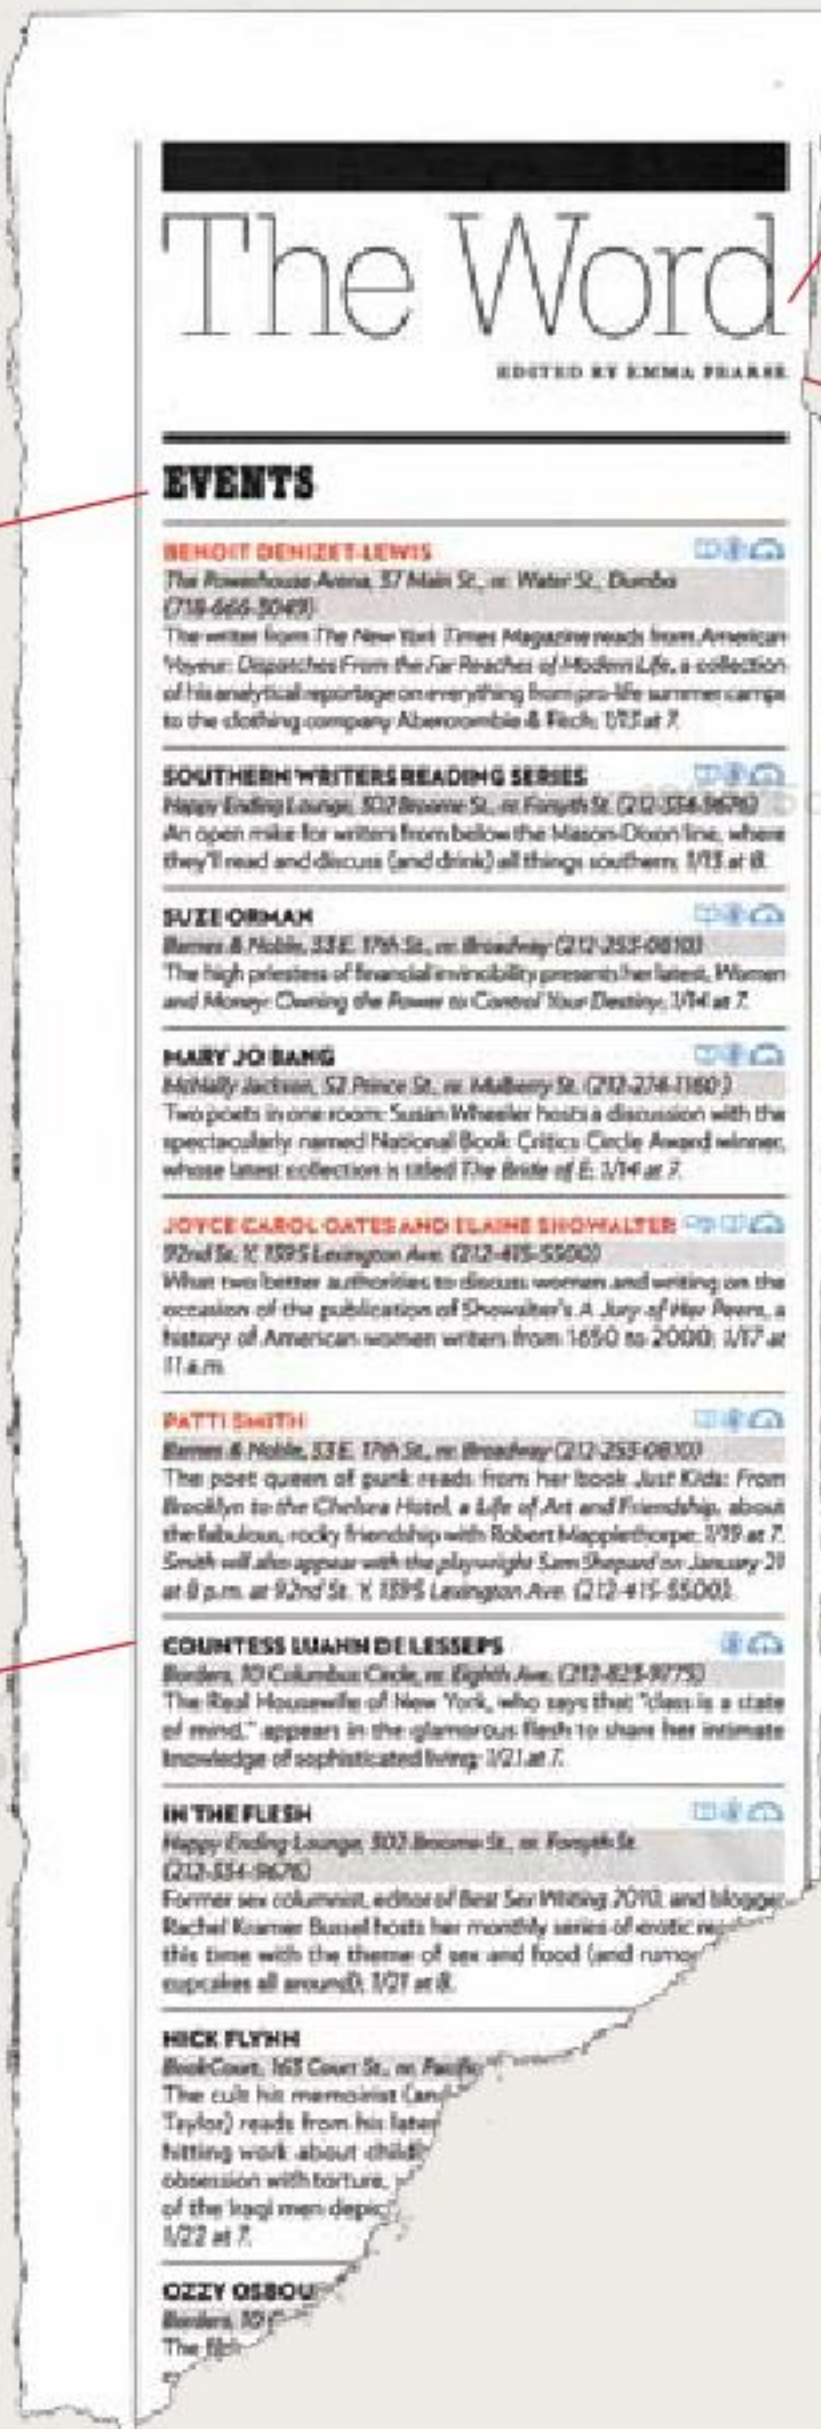 The Word
EDITED BY EMMA PEARSE
EVENTS
BENOIT DENIZET-LEWIS
The Powerhouse Arena, 37 Main St., nr. Water St., Dumbo
(718-666-3049)
The writer from The New York Times Magazine reads from American
Voyeur: Dispatches From the Far Reaches of Modern Life, a collection
of his analytical reportage on everything from pro-life summer camps
to the clothing company Abercrombie & Fitch; 1/13 at 7.
SOUTHERN WRITERS READING SERIES
Happy Ending Lounge, 302 Broome St., nr. Forsyth St. (212-334-9676)
An open mike for writers from below the Mason-Dixon line, where
they'll read and discuss (and drink) all things southern; 1/13 at 8.
SUZE ORMAN
Barnes & Noble, 33 E. 17th St., nr. Broadway (212-253-0810)
The high priestess of financial invincibility presents her latest, Women
and Money: Owning the Power to Control Your Destiny; 1/14 at 7.
MARY JO BANG
McNally Jackson, 52 Prince St., nr. Mulberry St. (212-274-1160 )
Two poets in one room: Susan Wheeler hosts a discussion with the
spectacularly named National Book Critics Circle Award winner,
whose latest collection is titled The Bride of E; 1/14 at 7.
JOYCE CAROL OATES AND ELAINE SHOWALTER
92nd St. Y, 1395 Lexington Ave. (212-415-5500)
What two better authorities to discuss women and writing on the
occasion of the publication of Showalter's A Jury of Her Peers, a
history of American women writers from 1650 to 2000; 1/17 at
11 a.m.
PATTI SMITH
Barnes & Noble, 33 E. 17th St., nr. Broadway (212-253-0810)
The poet queen of punk reads from her book Just Kids: From
Brooklyn to the Chelsea Hotel, a Life of Art and Friendship, about
the fabulous, rocky friendship with Robert Mapplethorpe; 1/19 at 7.
Smith will also appear with the playwright Sam Shepard on January 21
at 8 p.m. at 92nd St. Y, 1395 Lexington Ave. (212-415-5500).
COUNTESS LUANN DE LESSEPS
Borders, 10 Columbus Circle, nr. Eighth Ave. (212-823-9775)
The Real Housewife of New York, who says that "class is a state
of mind," appears in the glamorous flesh to share her intimate
knowledge of sophisticated living; 1/21 at 7.
IN THE FLESH
Happy Ending Lounge, 302 Broome St., nr. Forsyth St.
(212-334-9676)
Former sex columnist, editor of Best Sex Writing 2010, and blogger
Rachel Kramer Bussel hosts her monthly series of erotic
this time with the theme of sex and food (and
cupcakes all around); 1/21 at 8.
NICK FLYNN
BookCourt, 163 Court St., nr. Pacific
The cult hit memoirist (and
Taylor) reads from his
hitting work about
obsession with torture,
of the Iraqi men
1/22 at 7.
OZZY
Borders, 10
The